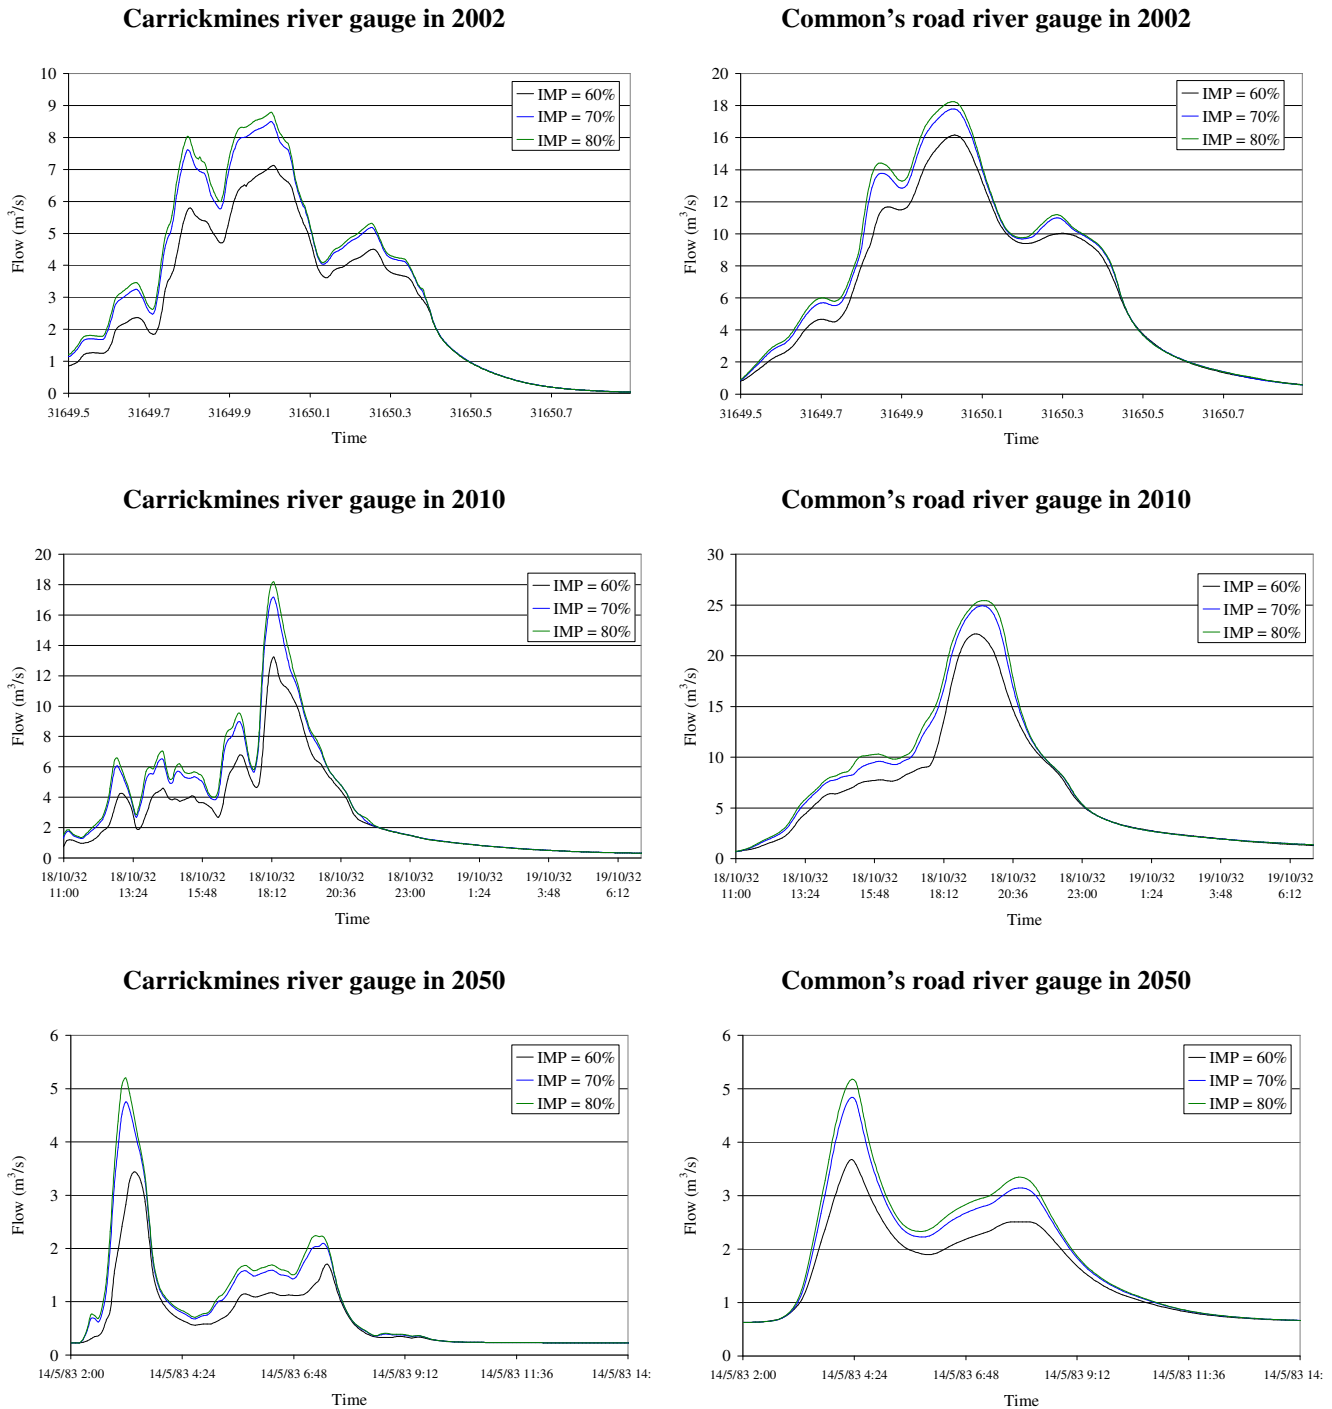 Carrickmines river gauge in 2002
10
9
8
7
6
5
4
3
2
1
0
Flow (m³/s)
IMP = 60%
IMP = 70%
IMP = 80%
31649.5 31649.7 31649.9 31650.1 31650.3 31650.5 31650.7
Time
Common's road river gauge in 2002
20
18
16
14
12
10
8
6
4
2
0
Flow (m³/s)
IMP = 60%
IMP = 70%
IMP = 80%
31649.5 31649.7 31649.9 31650.1 31650.3 31650.5 31650.7
Time
Carrickmines river gauge in 2010
20
18
16
14
12
10
8
6
4
2
0
Flow (m³/s)
IMP = 60%
IMP = 70%
IMP = 80%
18/10/32 18/10/32 18/10/32 18/10/32 18/10/32 18/10/32 19/10/32 19/10/32 19/10/32
11:00 13:24 15:48 18:12 20:36 23:00 1:24 3:48 6:12
Time
Common's road river gauge in 2010
30
25
20
15
10
5
0
Flow (m³/s)
IMP = 60%
IMP = 70%
IMP = 80%
18/10/32 18/10/32 18/10/32 18/10/32 18/10/32 18/10/32 19/10/32 19/10/32 19/10/32
11:00 13:24 15:48 18:12 20:36 23:00 1:24 3:48 6:12
Time
Carrickmines river gauge in 2050
6
5
4
3
2
1
0
Flow (m³/s)
IMP = 60%
IMP = 70%
IMP = 80%
14/5/83 2:00 14/5/83 4:24 14/5/83 6:48 14/5/83 9:12 14/5/83 11:36 14/5/83 14:
Time
Common's road river gauge in 2050
6
5
4
3
2
1
0
Flow (m³/s)
IMP = 60%
IMP = 70%
IMP = 80%
14/5/83 2:00 14/5/83 4:24 14/5/83 6:48 14/5/83 9:12 14/5/83 11:36 14/5/83 14:
Time